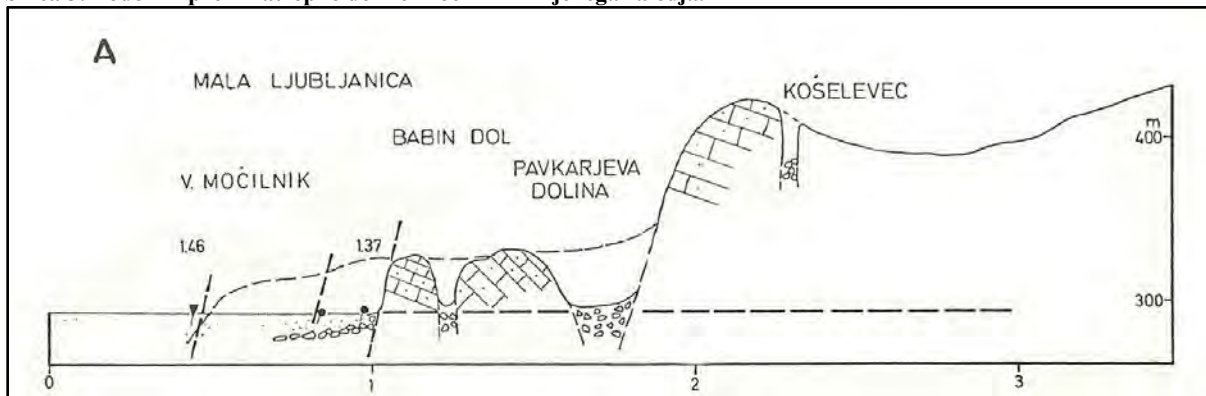 A
MALA LJUBLJANICA
KOŠELEVEC
m
400
BABIN DOL
PAVKARJEVA
DOLINA
V. MOČILNIK
1.46
1.37
300
0
1
2
3